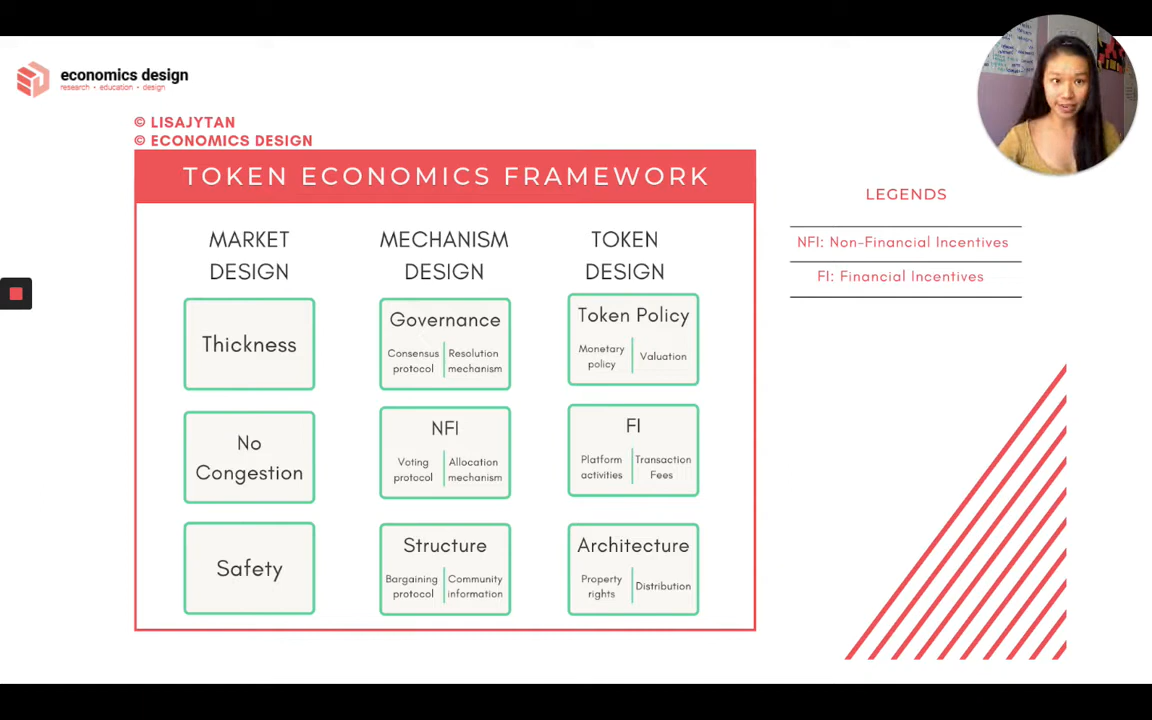 economics design
research • education • design
© LISAJYTAN
© ECONOMICS DESIGN
TOKEN ECONOMICS FRAMEWORK
MARKET
DESIGN
Thickness
No
Congestion
Safety
MECHANISM
DESIGN
Governance
Consensus
protocol
Resolution
mechanism
NFI
Voting
protocol
Allocation
mechanism
Structure
Bargaining
protocol
Community
information
TOKEN
DESIGN
Token Policy
Monetary
policy
Valuation
FI
Platform
activities
Transaction
Fees
Architecture
Property
rights
Distribution
LEGENDS
NFI: Non-Financial Incentives
FI: Financial Incentives